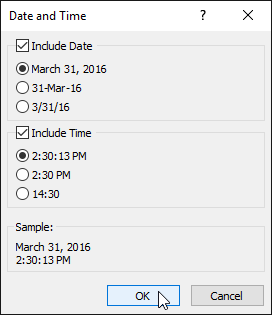 Date and Time
?
Include Date
March 31, 2016
31-Mar-16
3/31/16
Include Time
2:30:13 PM
2:30 PM
14:30
Sample:
March 31, 2016
2:30:13 PM
OK Cancel